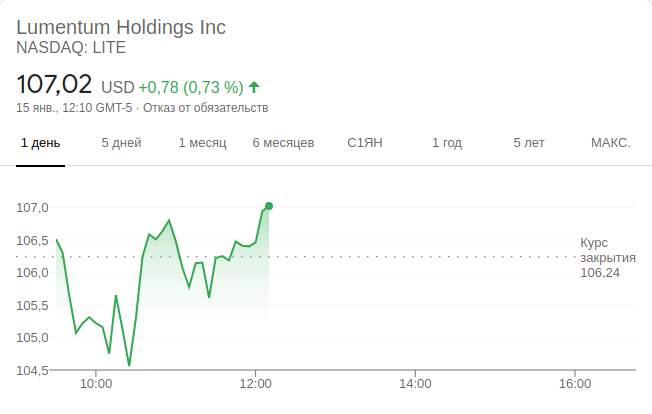 Lumentum Holdings Inc
NASDAQ: LITE
107,02 USD +0,78 (0,73 %)
15 янв., 12:10 GMT-5 · Отказ от обязательств
1 день 5 дней 1 месяц 6 месяцев С1ЯН 1 год 5 лет МАКС.
107,0
106,5
106,0
105,5
105,0
104,5
Курс
закрытия
106,24
10:00 12:00 14:00 16:00